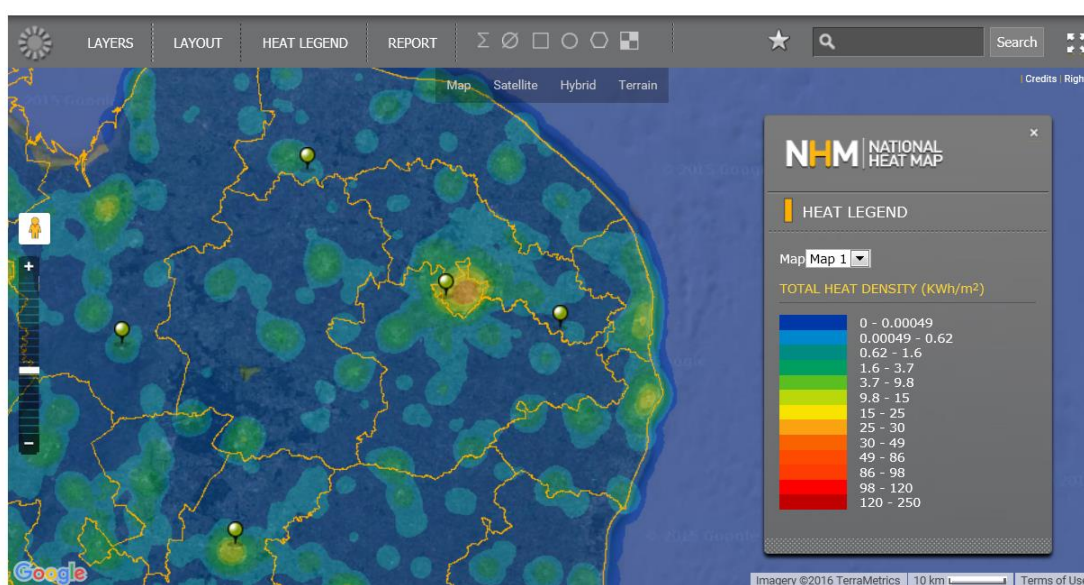 LAYERS LAYOUT HEAT LEGEND REPORT Search
Map Satellite Hybrid Terrain
| Credits | Righ
NHM NATIONAL HEAT MAP
HEAT LEGEND
Map Map 1
TOTAL HEAT DENSITY (KWh/m²)
0 - 0.00049
0.00049 - 0.62
0.62 - 1.6
1.6 - 3.7
3.7 - 9.8
9.8 - 15
15 - 25
25 - 30
30 - 49
49 - 86
86 - 98
98 - 120
120 - 250
Google
Imagery ©2016 TerraMetrics 10 km Terms of Use